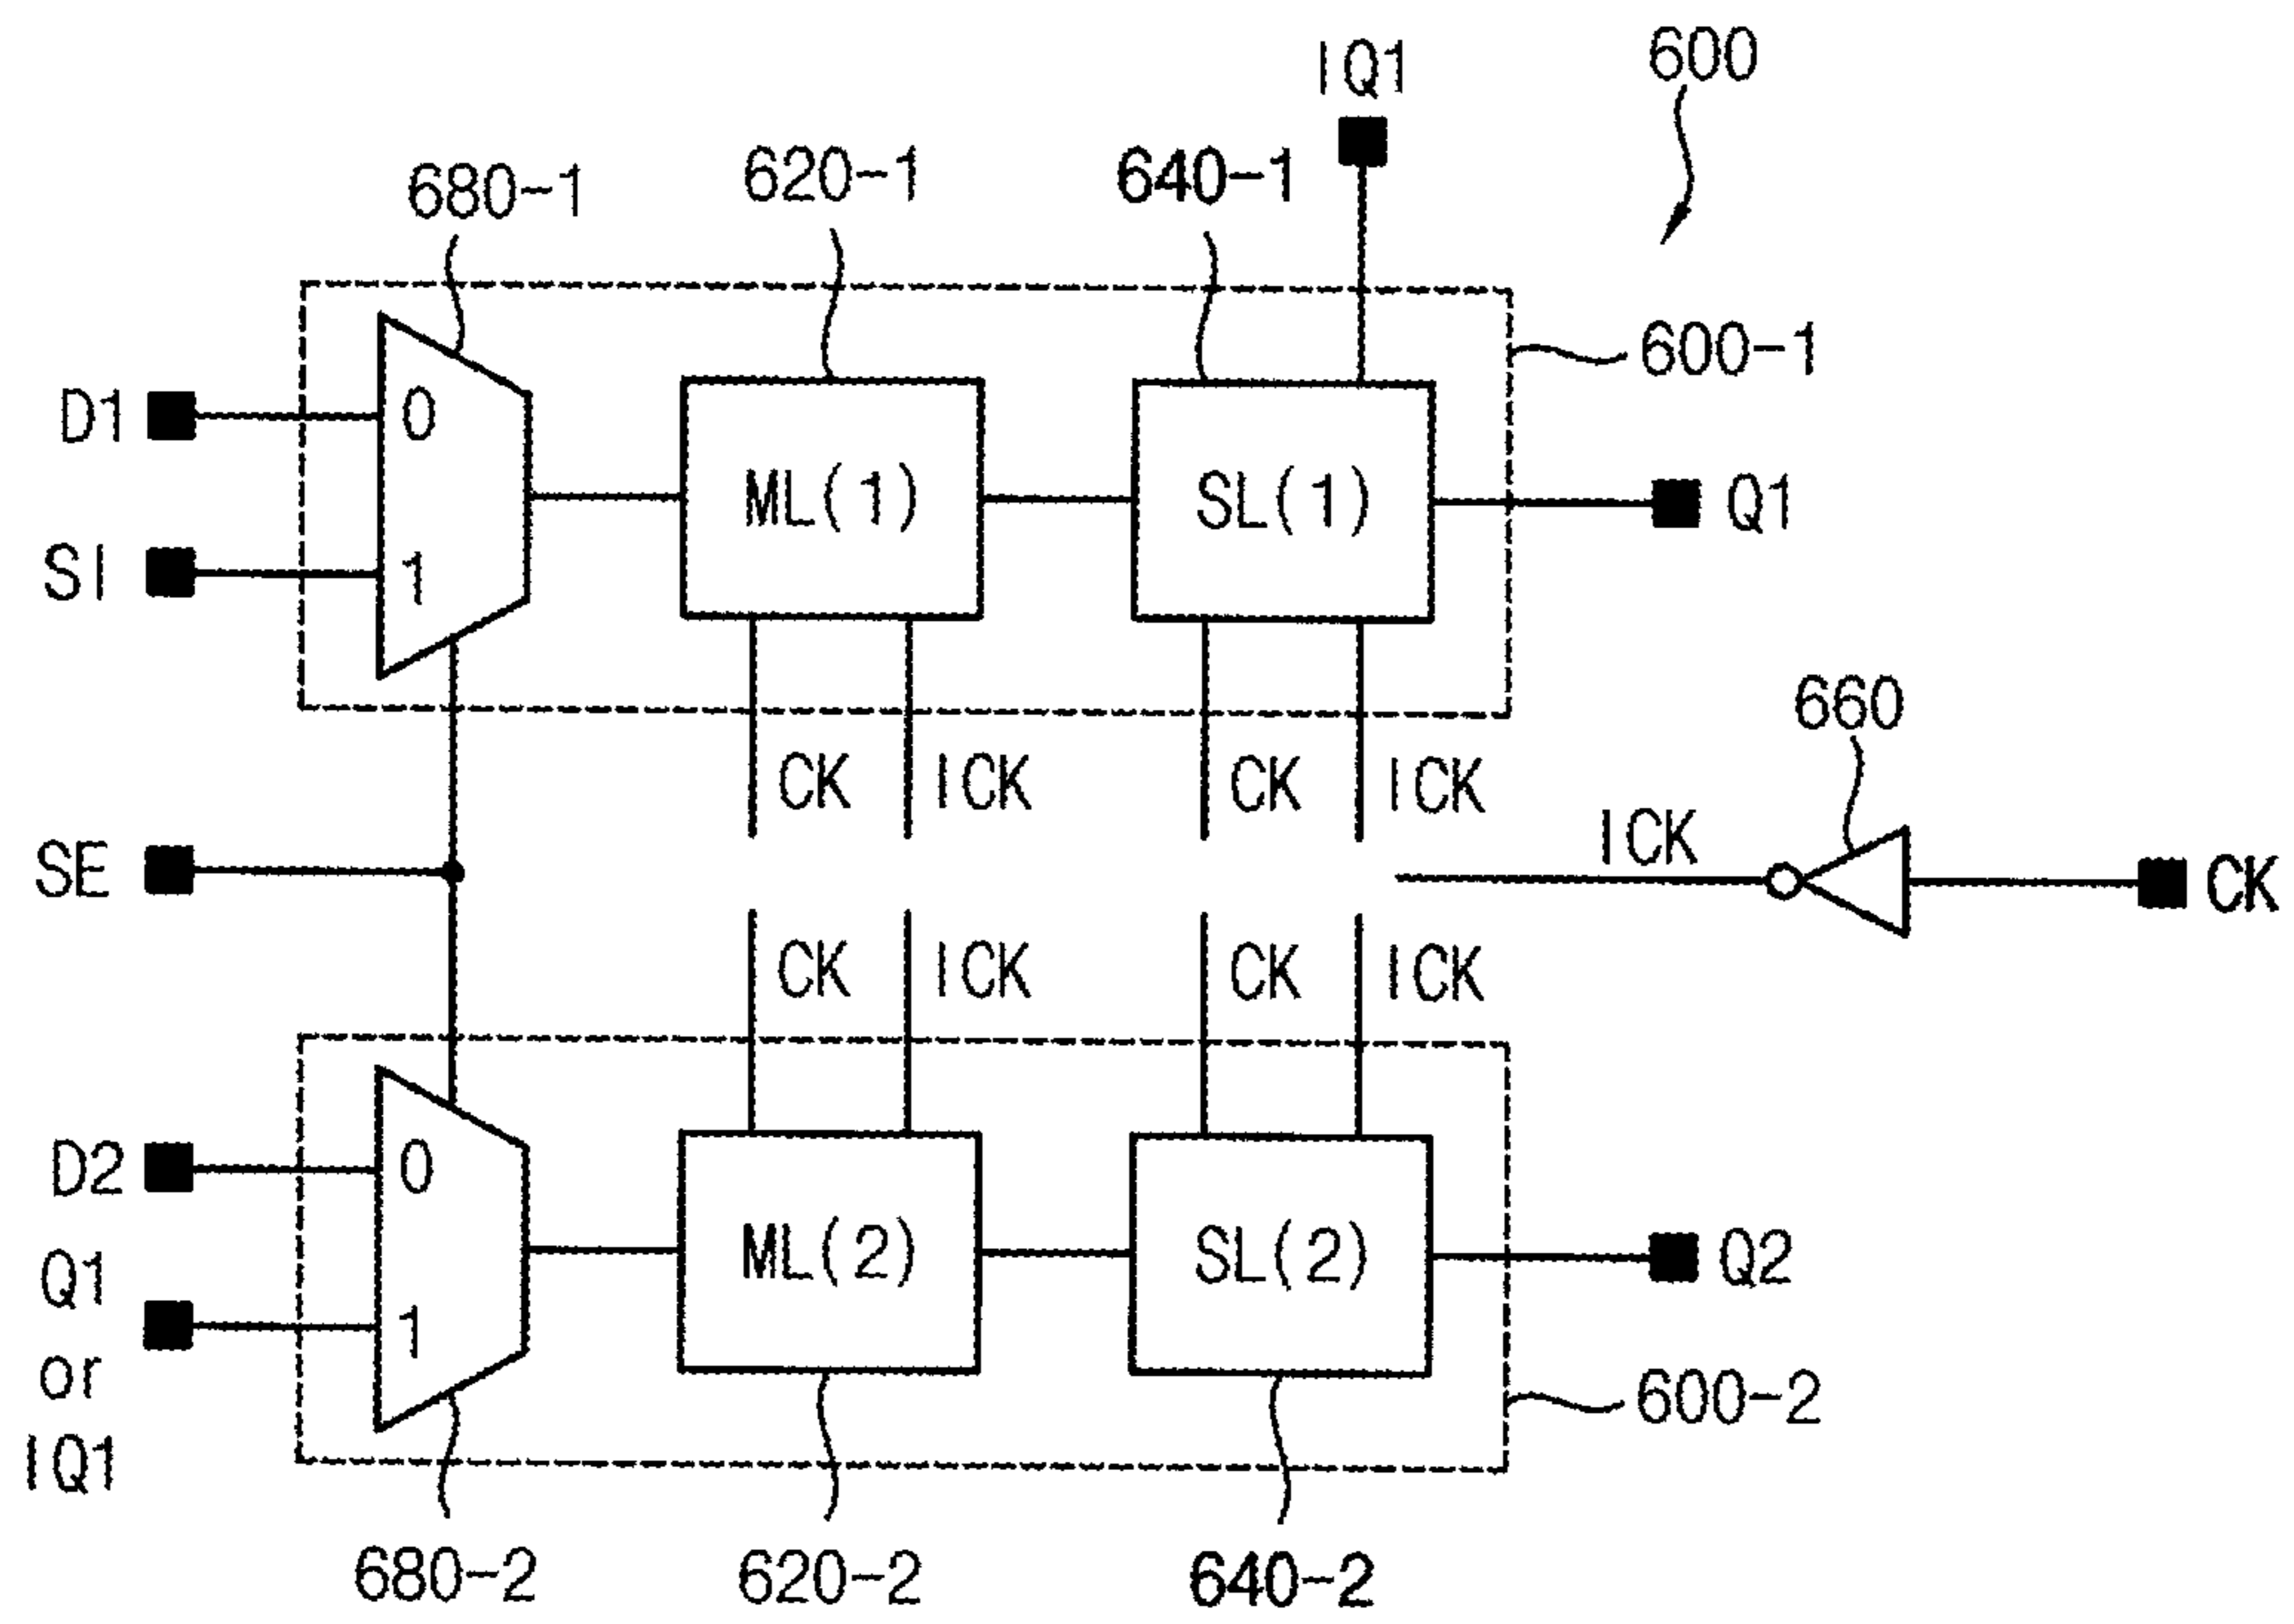 IQ1
600
680-1
620-1
640-1
600-1
D1
0
ML(1)
SL(1)
Q1
SI
1
660
CK
ICK
CK
ICK
ICK
SE
CK
CK
ICK
CK
ICK
D2
0
Q1
ML(2)
SL(2)
Q2
1
or
600-2
IQ1
680-2
620-2
640-2